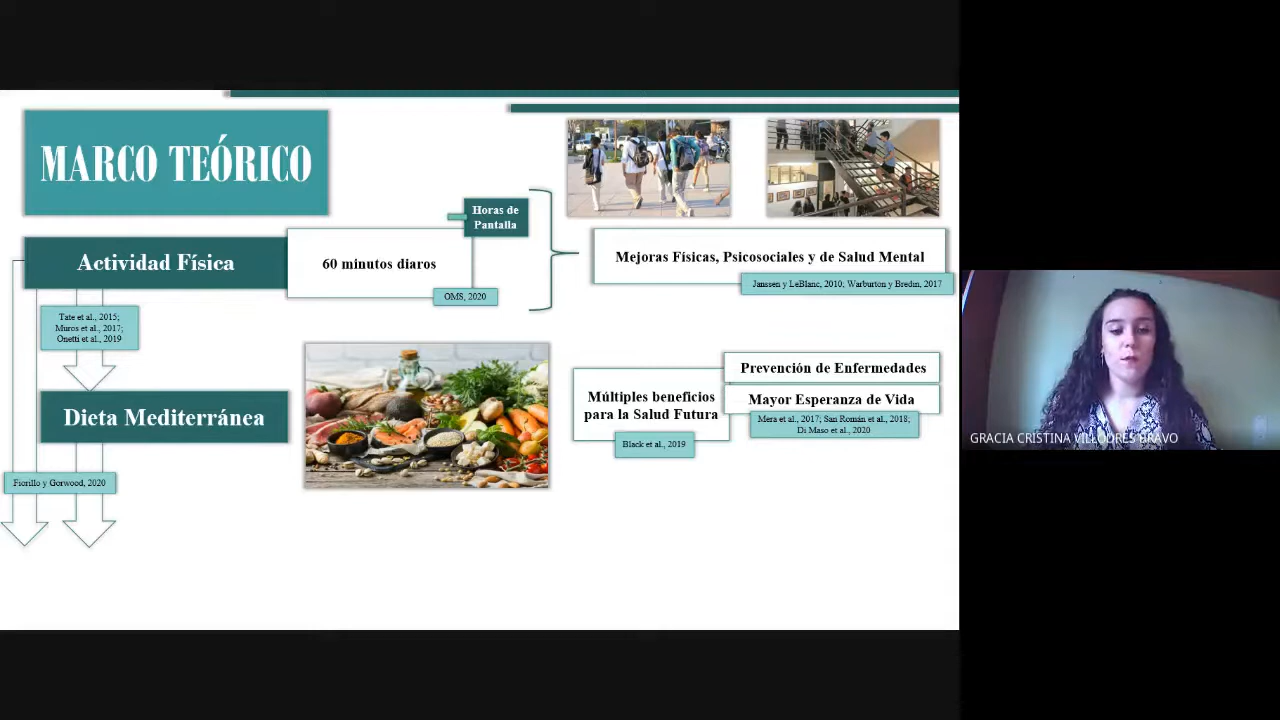 MARCO TEÓRICO
Horas de
Pantalla
Actividad Física
60 minutos diaros
OMS, 2020
Mejoras Físicas, Psicosociales y de Salud Mental
Janssen y LeBlanc, 2010; Warburton y Bredin, 2017
Tate et al., 2015;
Muros et al., 2017;
Onetti et al., 2019
Dieta Mediterránea
Múltiples beneficios
para la Salud Futura
Black et al., 2019
Prevención de Enfermedades
Mayor Esperanza de Vida
Mera et al., 2017; San Román et al., 2018;
Di Maso et al., 2020
Fiorillo y Gorwood, 2020
GRACIA CRISTINA VILLODRES BRAVO